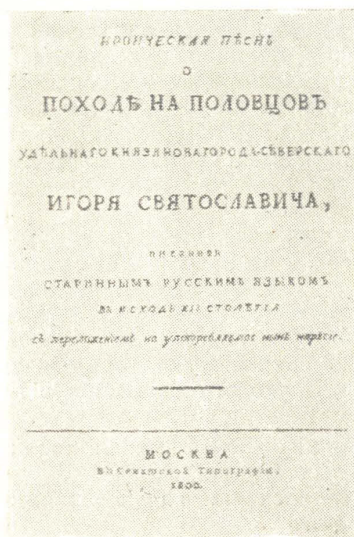 ИРОИЧЕСКАЯ ПѢСНЬ
О
ПОХОДѢ НА ПОЛОВЦОВЪ
УДѢЛЬНАГО КНЯЗЯ НОВАГОРОДА-СѢВЕРСКАГО
ИГОРЯ СВЯТОСЛАВИЧА,
ПИСАННАЯ
СТАРИННЫМЪ РУССКИМЪ ЯЗЫКОМЪ
ВЪ ИСХОДѢ XII СТОЛѢТІЯ
съ переложеніемъ на употребляемое нынѣ нарѣчіе.
МОСКВА
Въ Сенатской Типографіи,
1800.